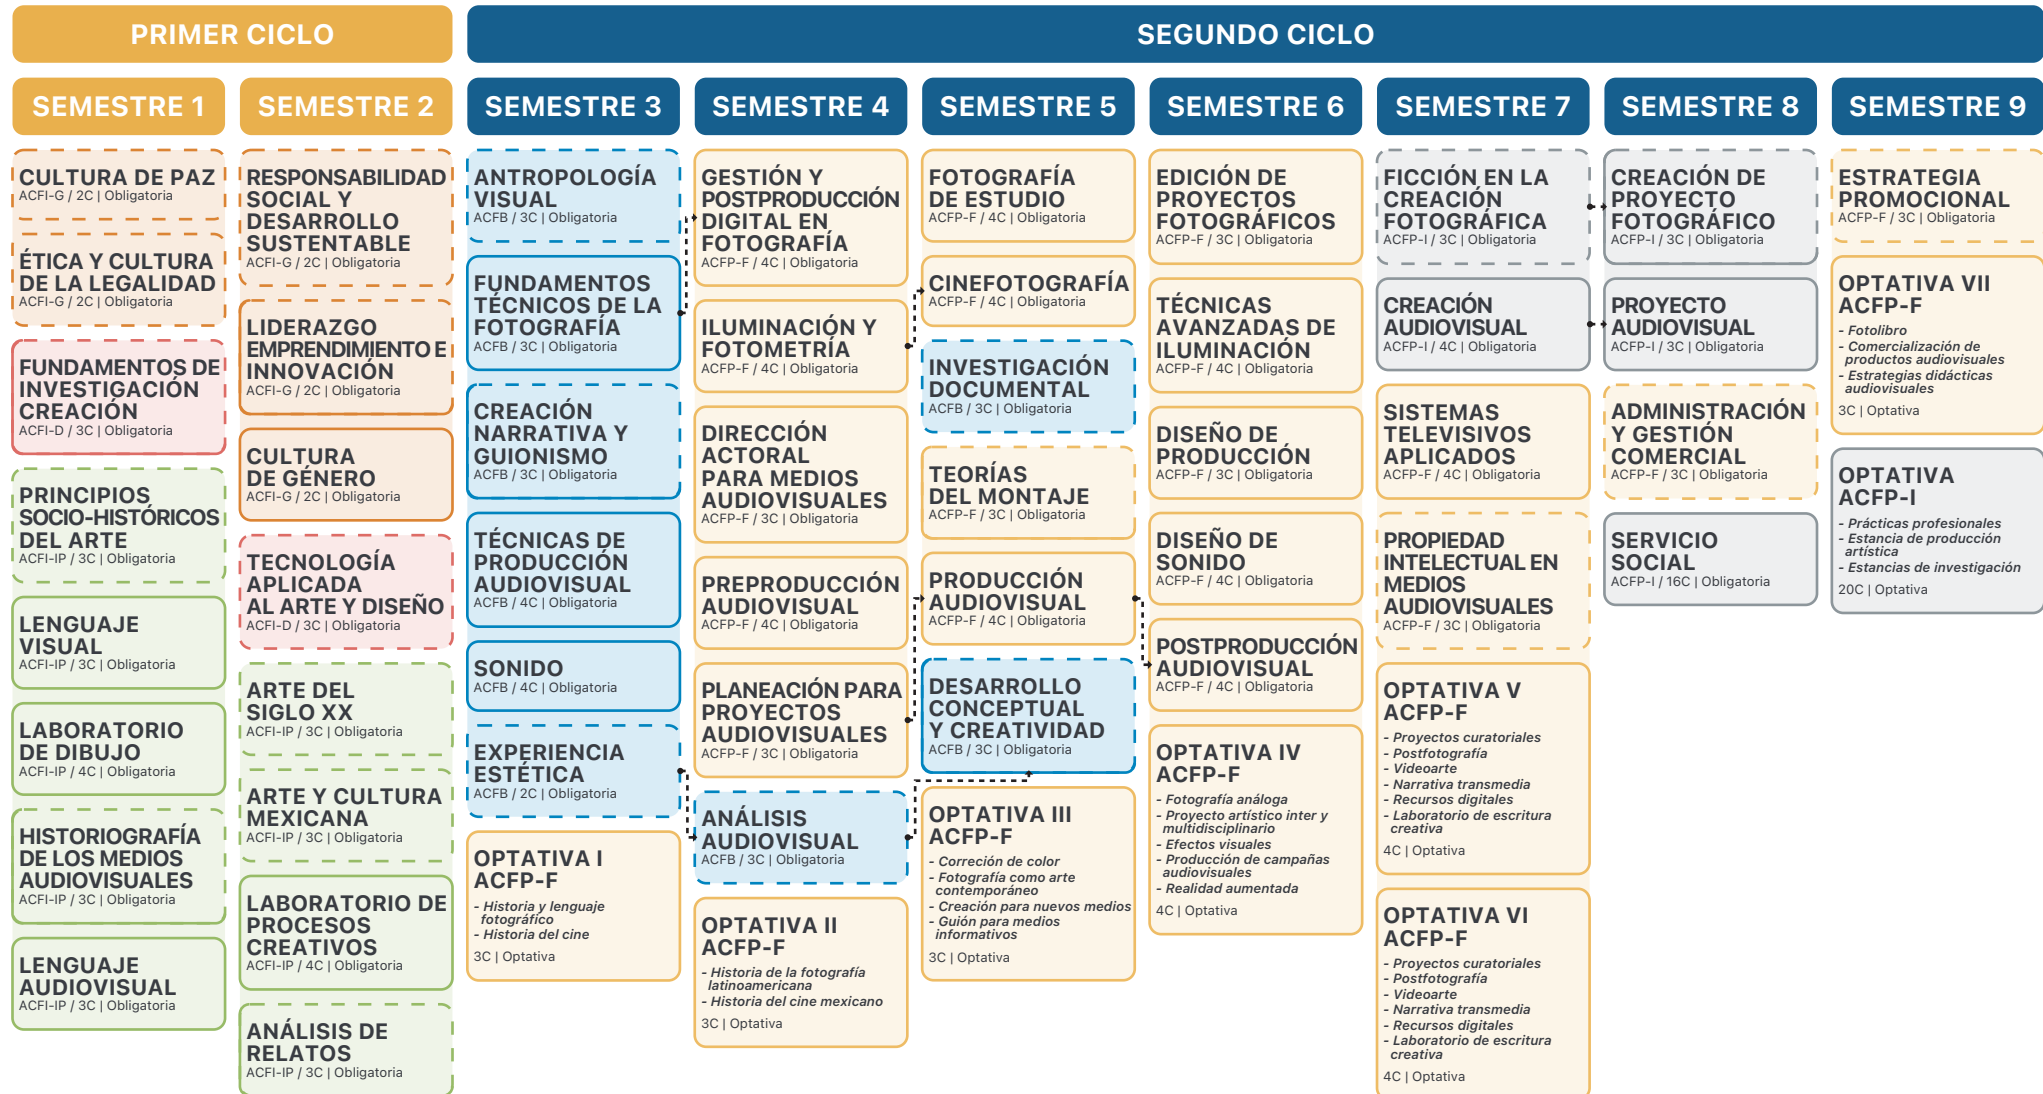 PRIMER CICLO
SEGUNDO CICLO
SEMESTRE 1
CULTURA DE PAZ
ACFI-G / 2C | Obligatoria
ÉTICA Y CULTURA
DE LA LEGALIDAD
ACFI-G / 2C | Obligatoria
FUNDAMENTOS DE
INVESTIGACIÓN
CREACIÓN
ACFI-D / 3C | Obligatoria
PRINCIPIOS
SOCIO-HISTÓRICOS
DEL ARTE
ACFI-IP / 3C | Obligatoria
LENGUAJE
VISUAL
ACFI-IP / 3C | Obligatoria
LABORATORIO
DE DIBUJO
ACFI-IP / 4C | Obligatoria
HISTORIOGRAFÍA
DE LOS MEDIOS
AUDIOVISUALES
ACFI-IP / 3C | Obligatoria
LENGUAJE
AUDIOVISUAL
ACFI-IP / 3C | Obligatoria
SEMESTRE 2
RESPONSABILIDAD
SOCIAL Y
DESARROLLO
SUSTENTABLE
ACFI-G / 2C | Obligatoria
LIDERAZGO
EMPRENDIMIENTO E
INNOVACIÓN
ACFI-G / 2C | Obligatoria
CULTURA
DE GÉNERO
ACFI-G / 2C | Obligatoria
TECNOLOGÍA
APLICADA
AL ARTE Y DISEÑO
ACFI-D / 3C | Obligatoria
ARTE DEL
SIGLO XX
ACFI-IP / 3C | Obligatoria
ARTE Y CULTURA
MEXICANA
ACFI-IP / 3C | Obligatoria
LABORATORIO DE
PROCESOS
CREATIVOS
ACFI-IP / 4C | Obligatoria
ANÁLISIS DE
RELATOS
ACFI-IP / 3C | Obligatoria
SEMESTRE 3
ANTROPOLOGÍA
VISUAL
ACFB / 3C | Obligatoria
FUNDAMENTOS
TÉCNICOS DE LA
FOTOGRAFÍA
ACFB / 3C | Obligatoria
CREACIÓN
NARRATIVA Y
GUIONISMO
ACFB / 3C | Obligatoria
TÉCNICAS DE
PRODUCCIÓN
AUDIOVISUAL
ACFB / 4C | Obligatoria
SONIDO
ACFB / 4C | Obligatoria
EXPERIENCIA
ESTÉTICA
ACFB / 2C | Obligatoria
OPTATIVA I
ACFP-F
- Historia y lenguaje
fotográfico
- Historia del cine
3C | Optativa
SEMESTRE 4
GESTIÓN Y
POSTPRODUCCIÓN
DIGITAL EN
FOTOGRAFÍA
ACFP-F / 4C | Obligatoria
ILUMINACIÓN Y
FOTOMETRÍA
ACFP-F / 4C | Obligatoria
DIRECCIÓN
ACTORAL
PARA MEDIOS
AUDIOVISUALES
ACFP-F / 3C | Obligatoria
PREPRODUCCIÓN
AUDIOVISUAL
ACFP-F / 4C | Obligatoria
PLANEACIÓN PARA
PROYECTOS
AUDIOVISUALES
ACFP-F / 3C | Obligatoria
ANÁLISIS
AUDIOVISUAL
ACFB / 3C | Obligatoria
OPTATIVA II
ACFP-F
- Historia de la fotografía
latinoamericana
- Historia del cine mexicano
3C | Optativa
SEMESTRE 5
FOTOGRAFÍA
DE ESTUDIO
ACFP-F / 4C | Obligatoria
CINEFOTOGRAFÍA
ACFP-F / 4C | Obligatoria
INVESTIGACIÓN
DOCUMENTAL
ACFB / 3C | Obligatoria
TEORÍAS
DEL MONTAJE
ACFP-F / 3C | Obligatoria
PRODUCCIÓN
AUDIOVISUAL
ACFP-F / 4C | Obligatoria
DESARROLLO
CONCEPTUAL
Y CREATIVIDAD
ACFB / 3C | Obligatoria
OPTATIVA III
ACFP-F
- Correción de color
- Fotografía como arte
contemporáneo
- Creación para nuevos medios
- Guión para medios
informativos
3C | Optativa
SEMESTRE 6
EDICIÓN DE
PROYECTOS
FOTOGRÁFICOS
ACFP-F / 3C | Obligatoria
TÉCNICAS
AVANZADAS DE
ILUMINACIÓN
ACFP-F / 4C | Obligatoria
DISEÑO DE
PRODUCCIÓN
ACFP-F / 3C | Obligatoria
DISEÑO DE
SONIDO
ACFP-F / 4C | Obligatoria
POSTPRODUCCIÓN
AUDIOVISUAL
ACFP-F / 4C | Obligatoria
OPTATIVA IV
ACFP-F
- Fotografía análoga
- Proyecto artístico inter y
multidisciplinario
- Efectos visuales
- Producción de campañas
audiovisuales
- Realidad aumentada
4C | Optativa
SEMESTRE 7
FICCIÓN EN LA
CREACIÓN
FOTOGRÁFICA
ACFP-I / 3C | Obligatoria
CREACIÓN
AUDIOVISUAL
ACFP-I / 4C | Obligatoria
SISTEMAS
TELEVISIVOS
APLICADOS
ACFP-F / 4C | Obligatoria
PROPIEDAD
INTELECTUAL EN
MEDIOS
AUDIOVISUALES
ACFP-F / 3C | Obligatoria
OPTATIVA V
ACFP-F
- Proyectos curatoriales
- Postfotografía
- Videoarte
- Narrativa transmedia
- Recursos digitales
- Laboratorio de escritura
creativa
4C | Optativa
OPTATIVA VI
ACFP-F
- Proyectos curatoriales
- Postfotografía
- Videoarte
- Narrativa transmedia
- Recursos digitales
- Laboratorio de escritura
creativa
4C | Optativa
SEMESTRE 8
CREACIÓN DE
PROYECTO
FOTOGRÁFICO
ACFP-I / 3C | Obligatoria
PROYECTO
AUDIOVISUAL
ACFP-I / 3C | Obligatoria
ADMINISTRACIÓN
Y GESTIÓN
COMERCIAL
ACFP-F / 3C | Obligatoria
SERVICIO
SOCIAL
ACFP-I / 16C | Obligatoria
SEMESTRE 9
ESTRATEGIA
PROMOCIONAL
ACFP-F / 3C | Obligatoria
OPTATIVA VII
ACFP-F
- Fotolibro
- Comercialización de
productos audiovisuales
- Estrategias didácticas
audiovisuales
3C | Optativa
OPTATIVA
ACFP-I
- Prácticas profesionales
- Estancia de producción
artística
- Estancias de investigación
20C | Optativa